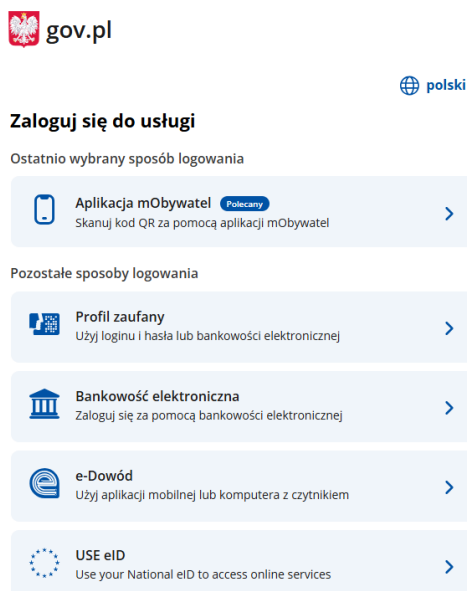 gov.pl
polski
Zaloguj się do usługi
Ostatnio wybrany sposób logowania
Aplikacja mObywatel Polecany
Skanuj kod QR za pomocą aplikacji mObywatel
Pozostałe sposoby logowania
Profil zaufany
Użyj loginu i hasła lub bankowości elektronicznej
Bankowość elektroniczna
Zaloguj się za pomocą bankowości elektronicznej
e-Dowód
Użyj aplikacji mobilnej lub komputera z czytnikiem
USE eID
Use your National eID to access online services